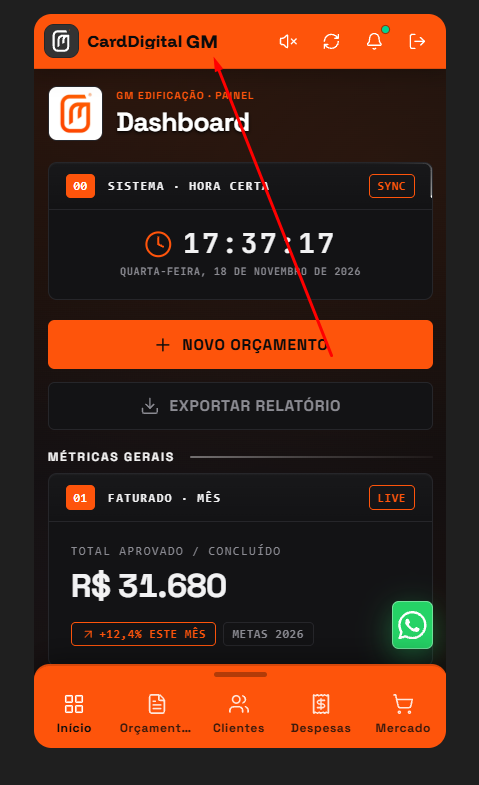 CardDigital GM
GM EDIFICAÇÃO · PAINEL
Dashboard
00 SISTEMA · HORA CERTA SYNC
17:37:17
QUARTA-FEIRA, 18 DE NOVEMBRO DE 2026
NOVO ORÇAMENTO
EXPORTAR RELATÓRIO
MÉTRICAS GERAIS
01 FATURADO · MÊS LIVE
TOTAL APROVADO / CONCLUÍDO
R$ 31.680
+12,4% ESTE MÊS METAS 2026
Início Orçament... Clientes Despesas Mercado